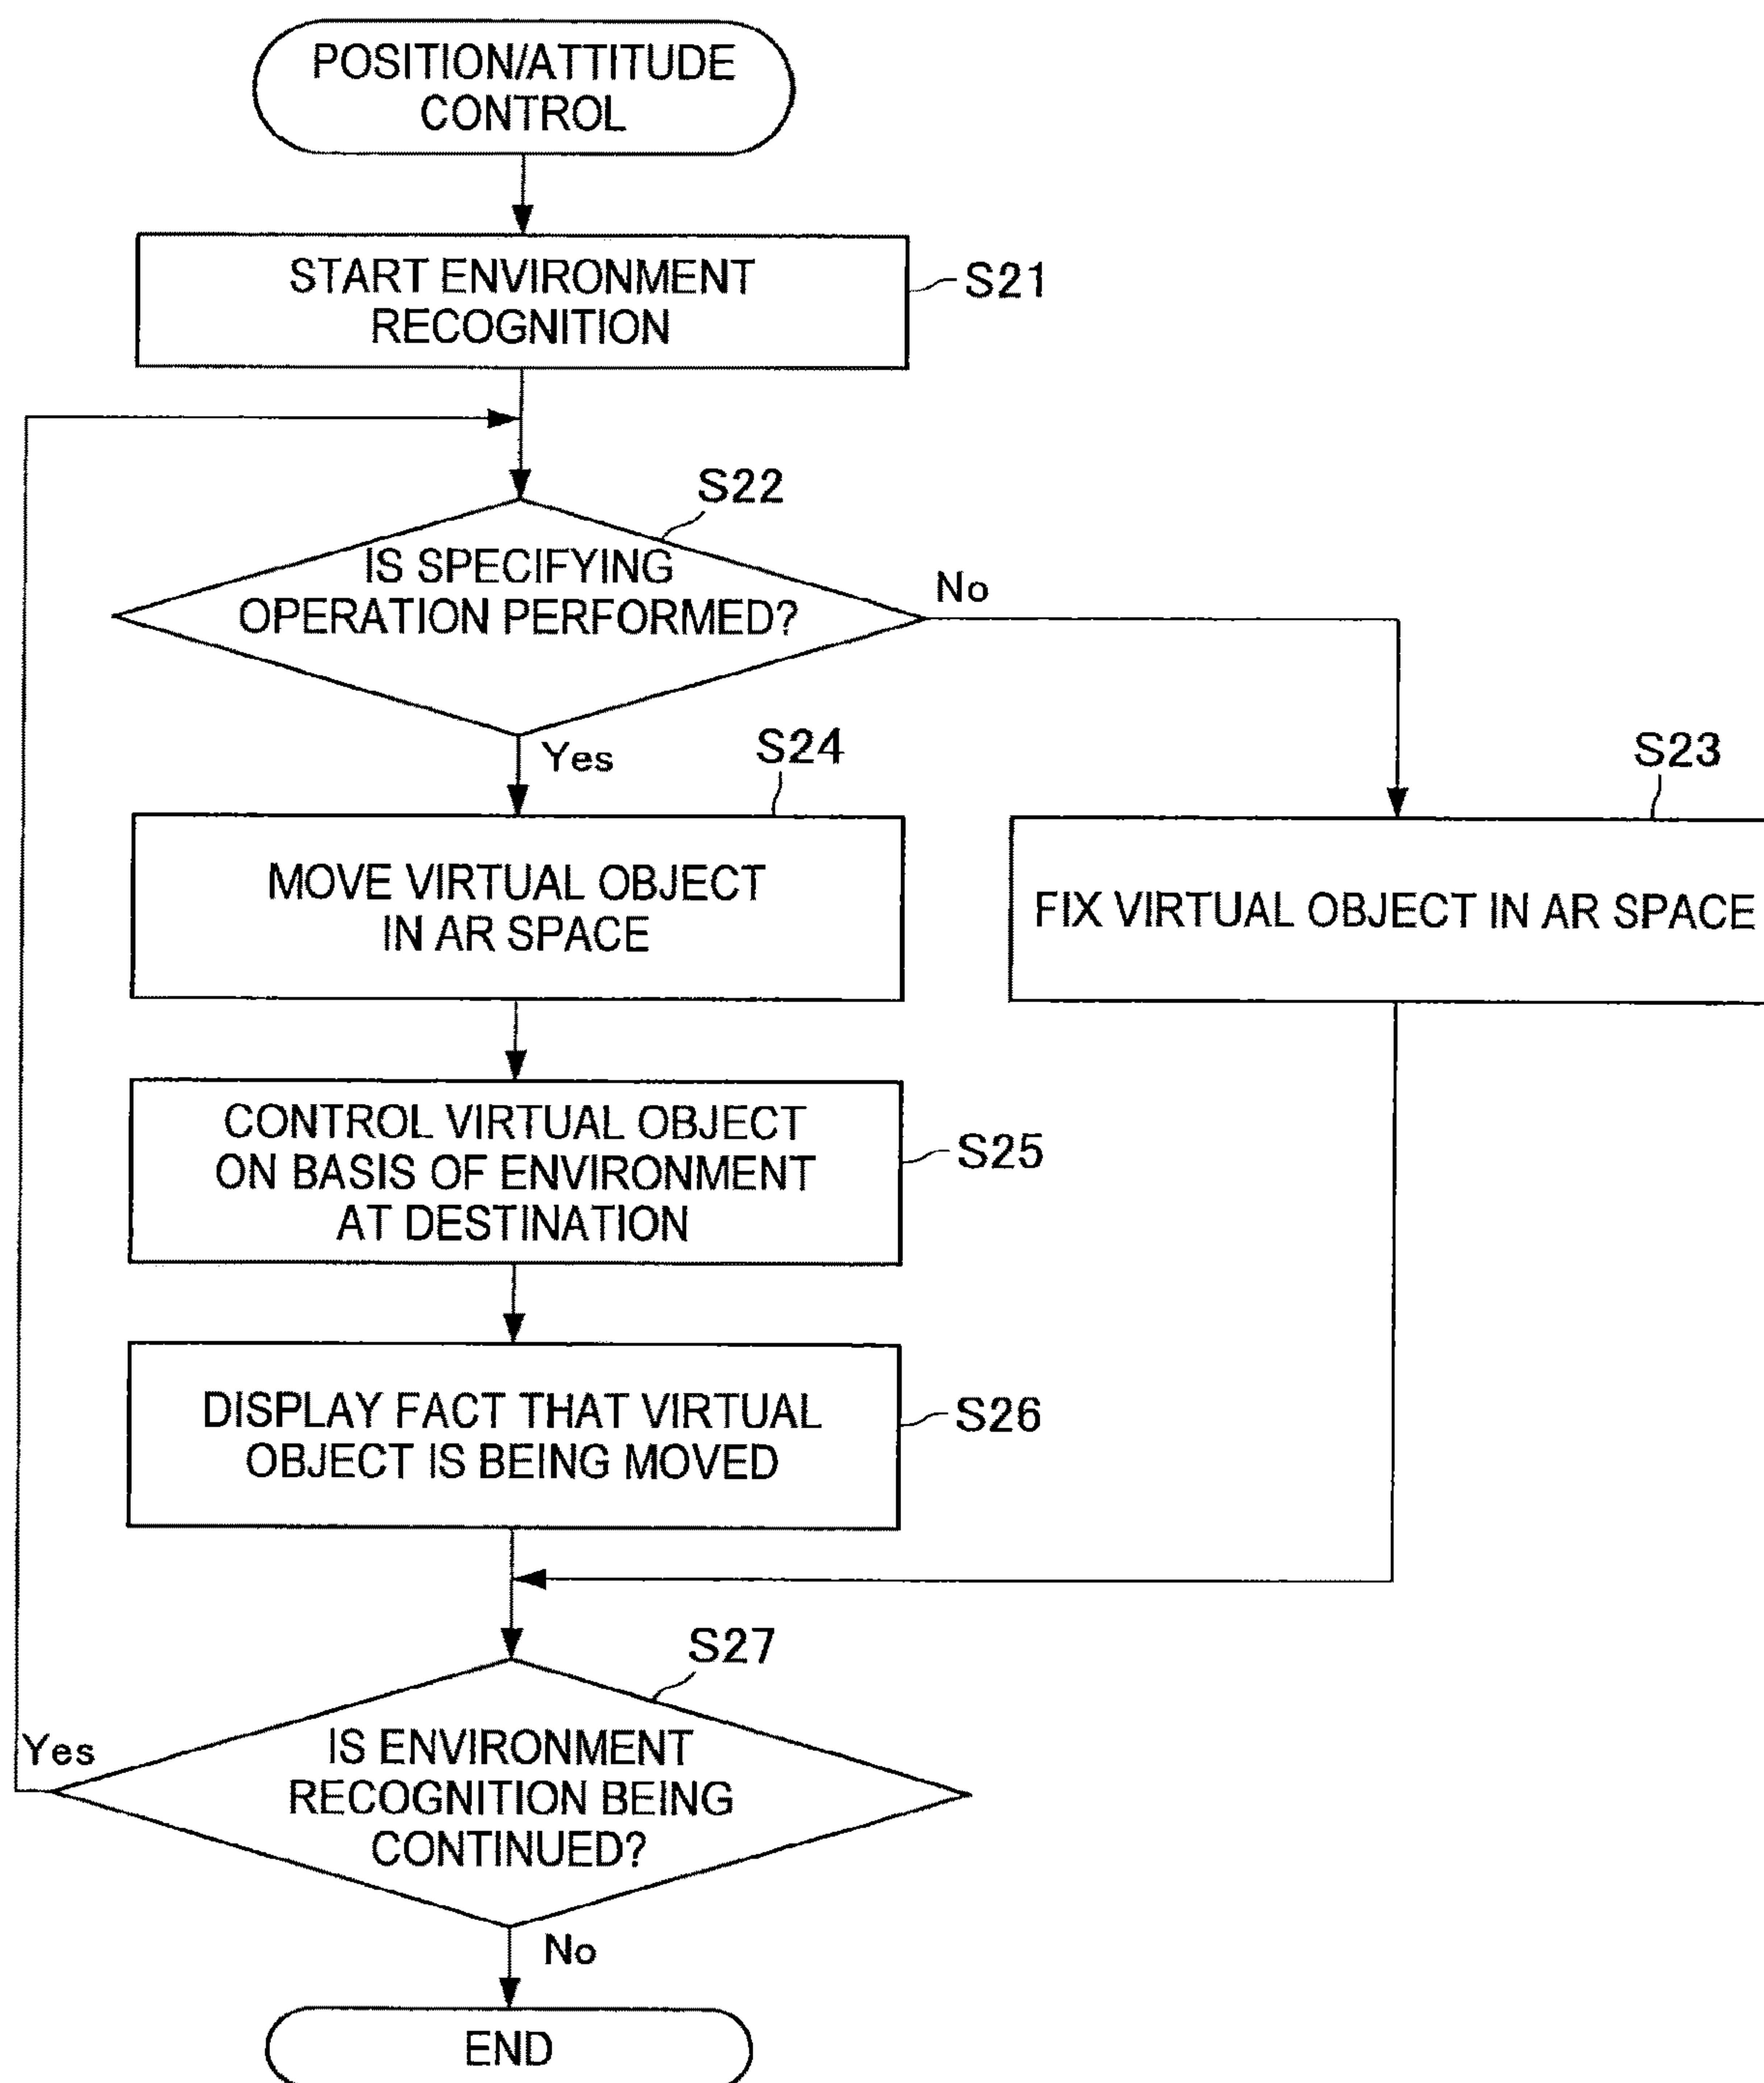 POSITION/ATTITUDE
CONTROL
START ENVIRONMENT
RECOGNITION
S21
S22
IS SPECIFYING
OPERATION PERFORMED?
No
Yes
S24
S23
MOVE VIRTUAL OBJECT
IN AR SPACE
FIX VIRTUAL OBJECT IN AR SPACE
CONTROL VIRTUAL OBJECT
ON BASIS OF ENVIRONMENT
AT DESTINATION
S25
DISPLAY FACT THAT VIRTUAL
OBJECT IS BEING MOVED
S26
S27
Yes
IS ENVIRONMENT
RECOGNITION BEING
CONTINUED?
No
END